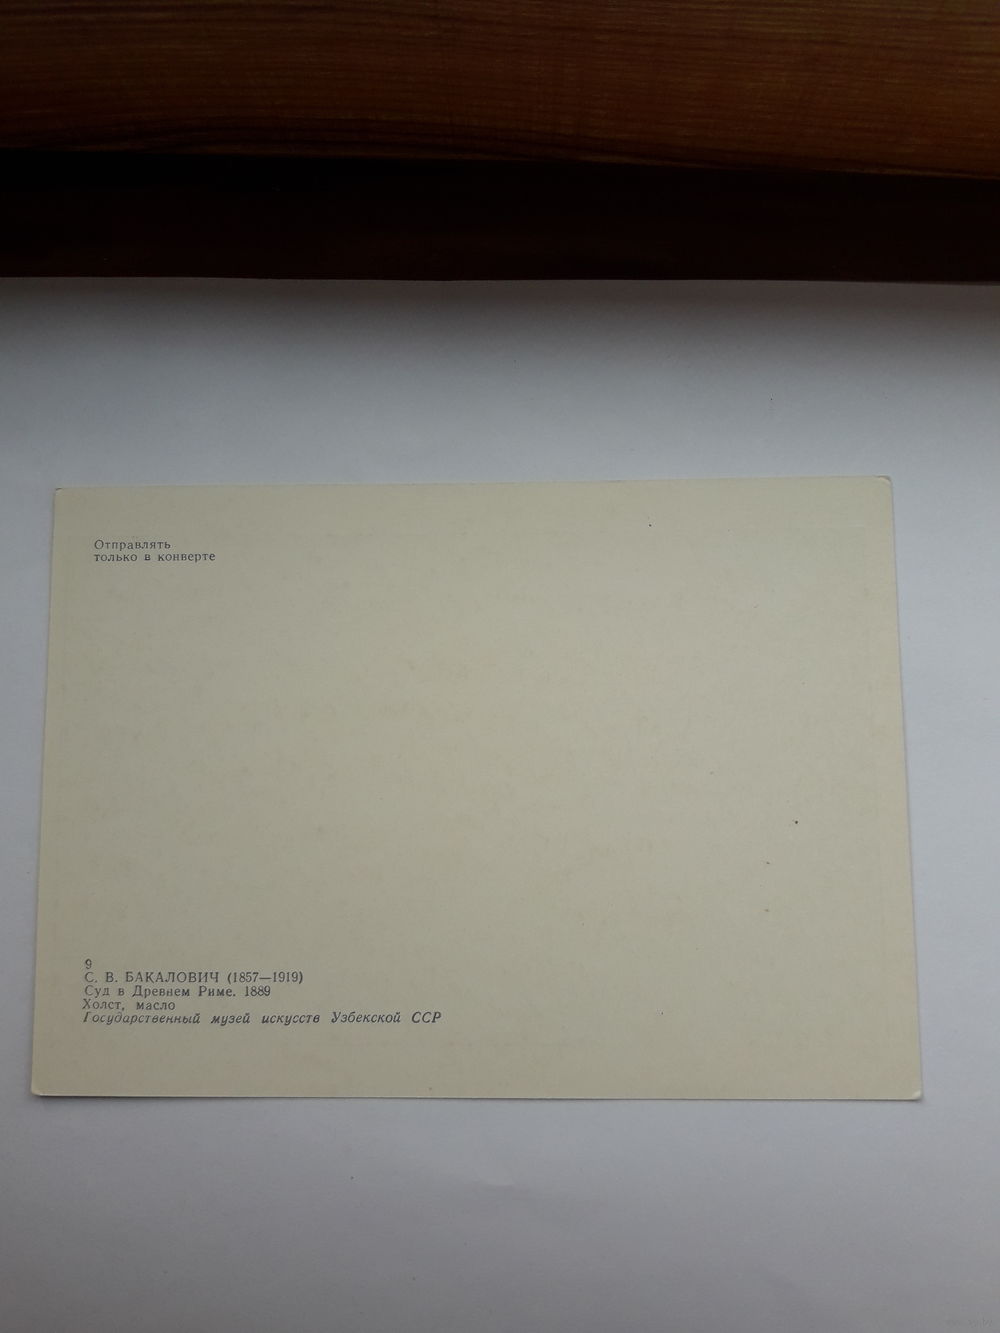 Отправлять
только в конверте
9
С. В. БАКАЛОВИЧ (1857—1919)
Суд в Древнем Риме. 1889
Холст, масло
Государственный музей искусств Узбекской ССР